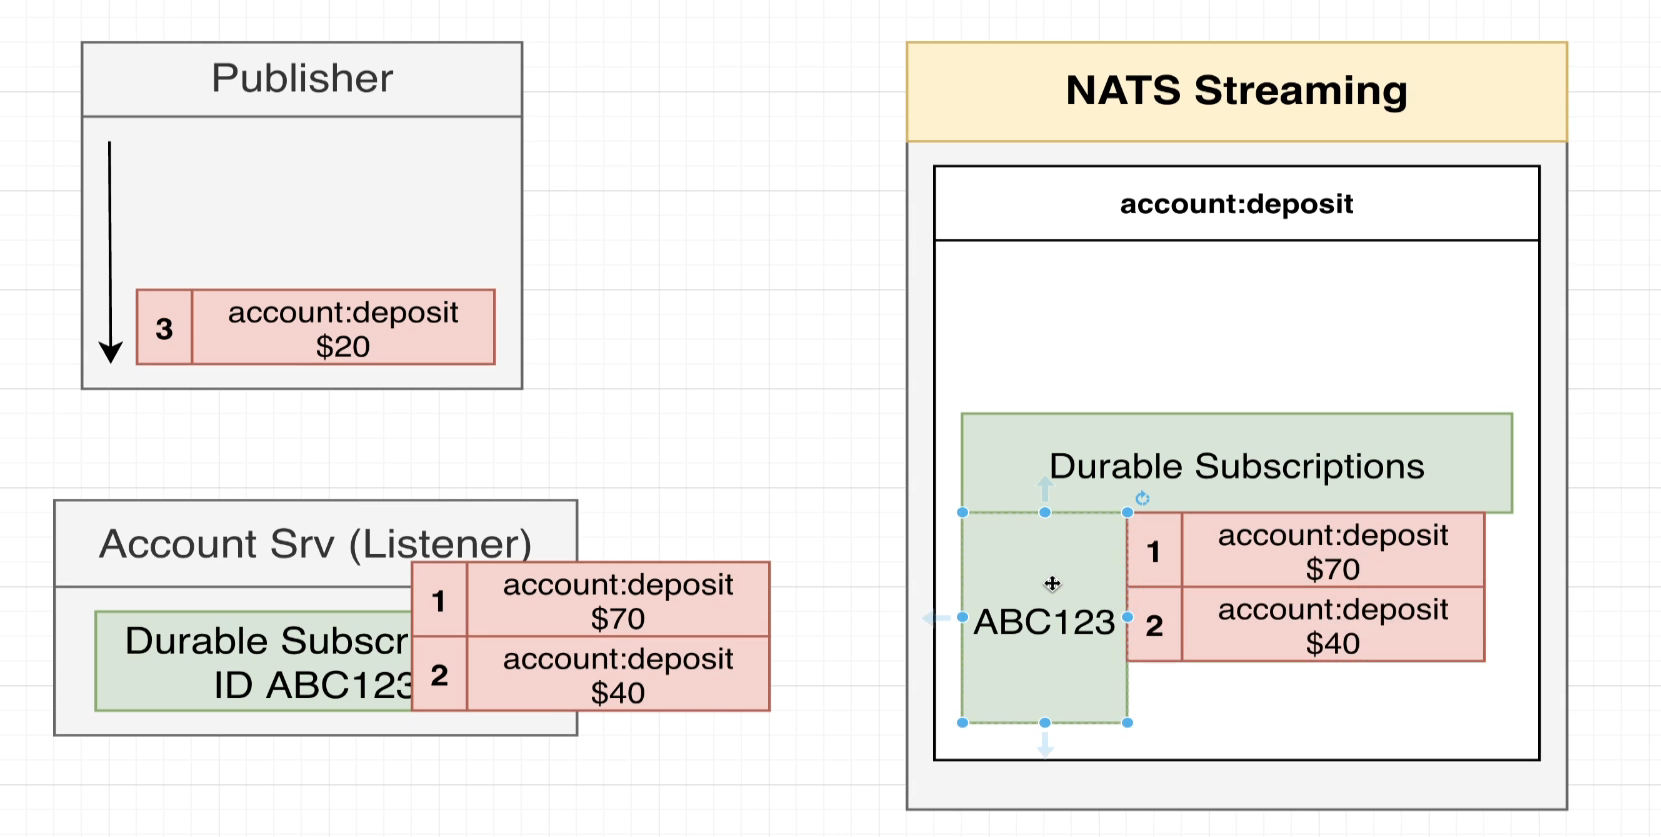 Publisher
3
account:deposit
$20
Account Srv (Listener)
Durable Subscr
ID ABC123
1
account:deposit
$70
2
account:deposit
$40
NATS Streaming
account:deposit
Durable Subscriptions
ABC123
1
account:deposit
$70
2
account:deposit
$40